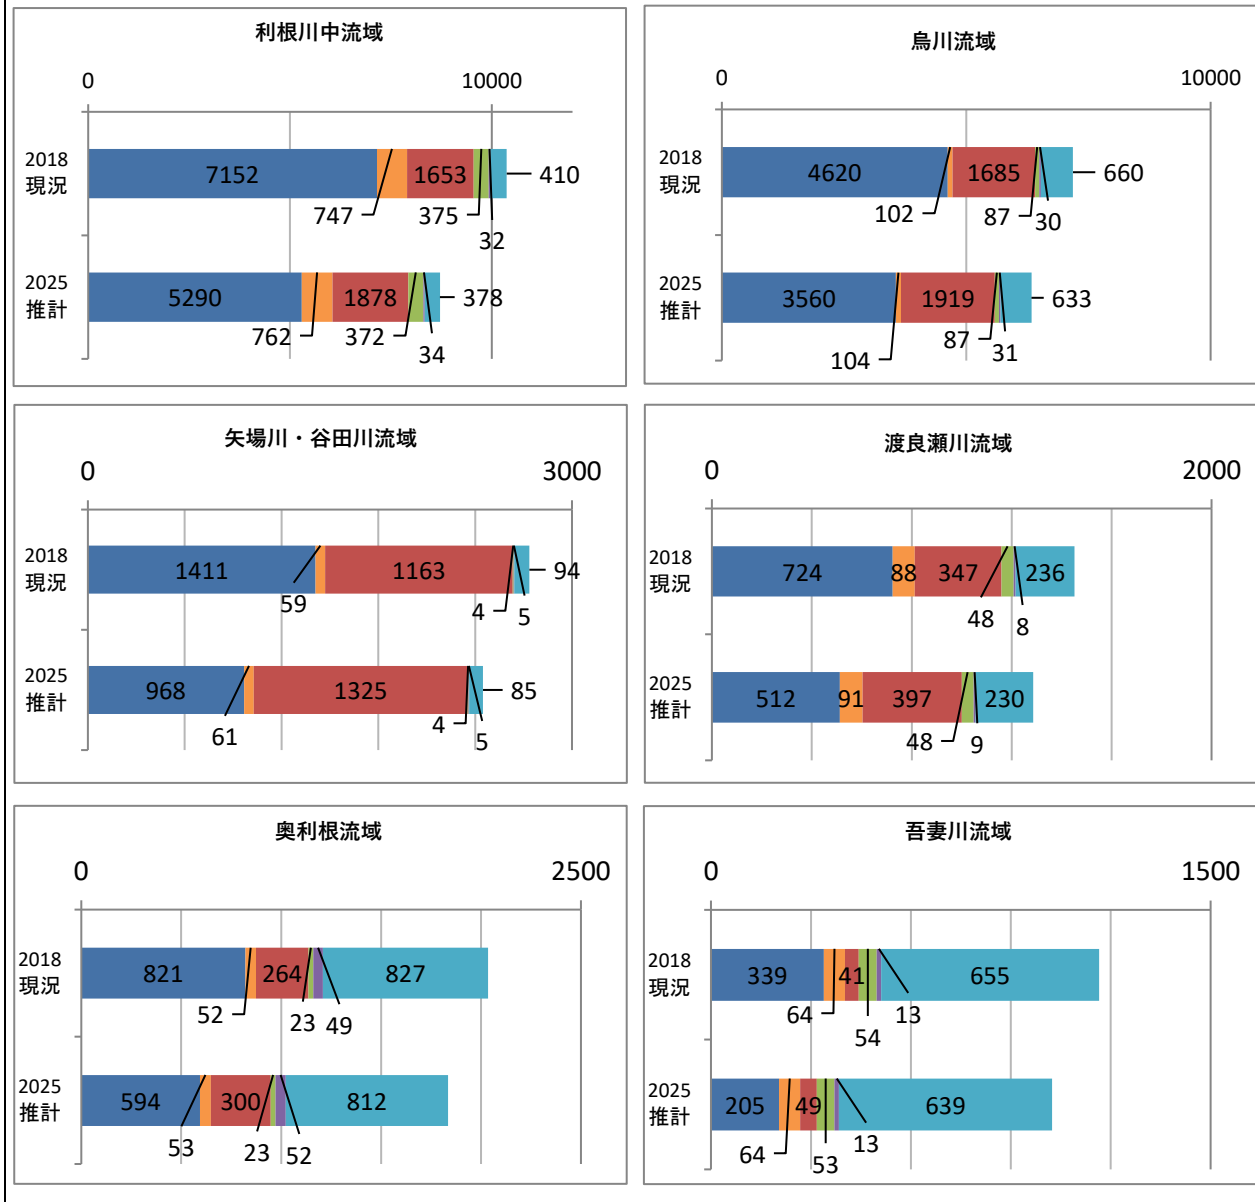 利根川中流域
0 10000
2018
現況
7152 1653 410
747 375 32
2025
推計
5290 1878 378
762 372 34
烏川流域
0 10000
2018
現況
4620 1685 660
102 87 30
2025
推計
3560 1919 633
104 87 31
矢場川・谷田川流域
0 3000
2018
現況
1411 1163 94
59 4 5
2025
推計
968 1325 85
61 4 5
渡良瀬川流域
0 2000
2018
現況
724 88 347 236
48 8
2025
推計
512 91 397 230
48 9
奥利根流域
0 2500
2018
現況
821 264 827
52 23 49
2025
推計
594 300 812
53 23 52
吾妻川流域
0 1500
2018
現況
339 41 655
64 54 13
2025
推計
205 49 639
64 53 13